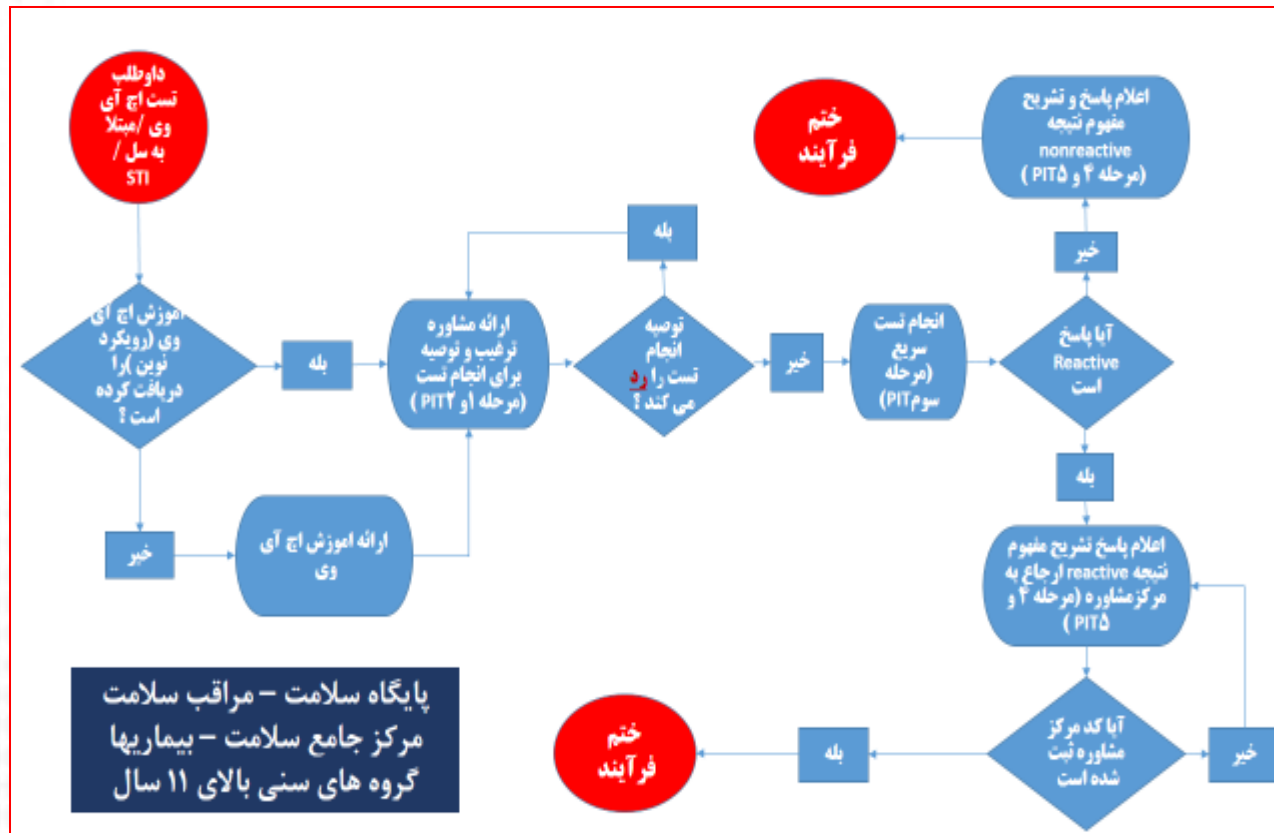 داوطلب
تست اچ آی
وی /مبتلا
به سل /
STI
اموزش اچ آی
وی (رویکرد
نوین )را
دریافت کرده
است ؟
بله
خیر
ارائه اموزش اچ آی
وی
ارائه مشاوره
ترغیب و توصیه
برای انجام تست
(مرحله ۱و PIT۲ )
توصیه
انجام
تست را رد
می کند ؟
بله
خیر
انجام تست
سریع
(مرحله
سومPIT)
آیا پاسخ
Reactive
است
خیر
اعلام پاسخ و تشریح
مفهوم نتیجه
nonreactive
(مرحله ۴ و PIT۵ )
ختم
فرآیند
بله
اعلام پاسخ تشریح مفهوم
نتیجه reactive ارجاع به
مرکزمشاوره (مرحله ۴ و
PIT۵ )
آیا کد مرکز
مشاوره ثبت
شده است
خیر
بله
ختم
فرآیند
پایگاه سلامت – مراقب سلامت
مرکز جامع سلامت – بیماریها
گروه های سنی بالای ۱۱ سال